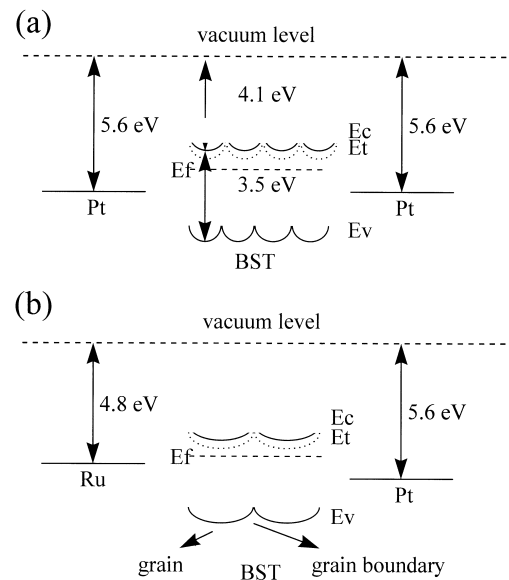 (a)
vacuum level
5.6 eV
4.1 eV
5.6 eV
Ec
Et
Ef
3.5 eV
Pt
Pt
Ev
BST
(b)
vacuum level
4.8 eV
5.6 eV
Ec
Et
Ef
Ru
Pt
Ev
grain
grain boundary
BST